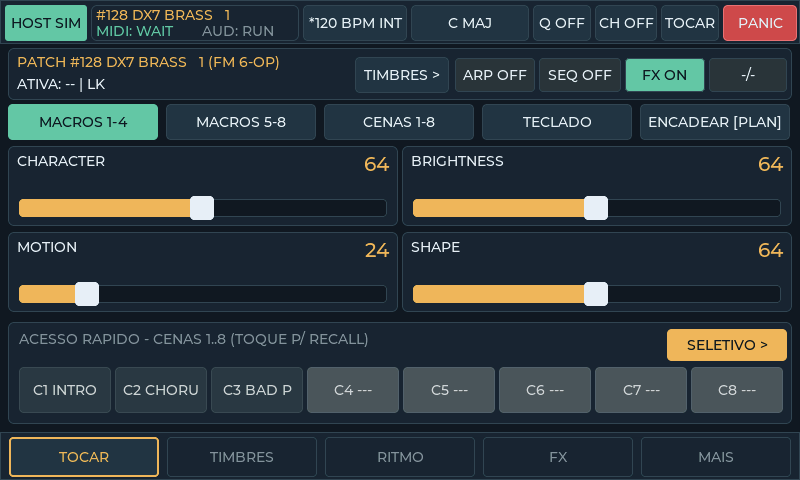 HOST SIM
#128 DX7 BRASS 1
MIDI: WAIT AUD: RUN
*120 BPM INT
C MAJ
Q OFF
CH OFF
TOCAR
PANIC
PATCH #128 DX7 BRASS 1 (FM 6-OP)
ATIVA: -- | LK
TIMBRES >
ARP OFF
SEQ OFF
FX ON
-/-
MACROS 1-4
MACROS 5-8
CENAS 1-8
TECLADO
ENCADEAR [PLAN]
CHARACTER 64
BRIGHTNESS 64
MOTION 24
SHAPE 64
ACESSO RAPIDO - CENAS 1..8 (TOQUE P/ RECALL)
SELETIVO >
C1 INTRO
C2 CHORU
C3 BAD P
C4 ---
C5 ---
C6 ---
C7 ---
C8 ---
TOCAR
TIMBRES
RITMO
FX
MAIS